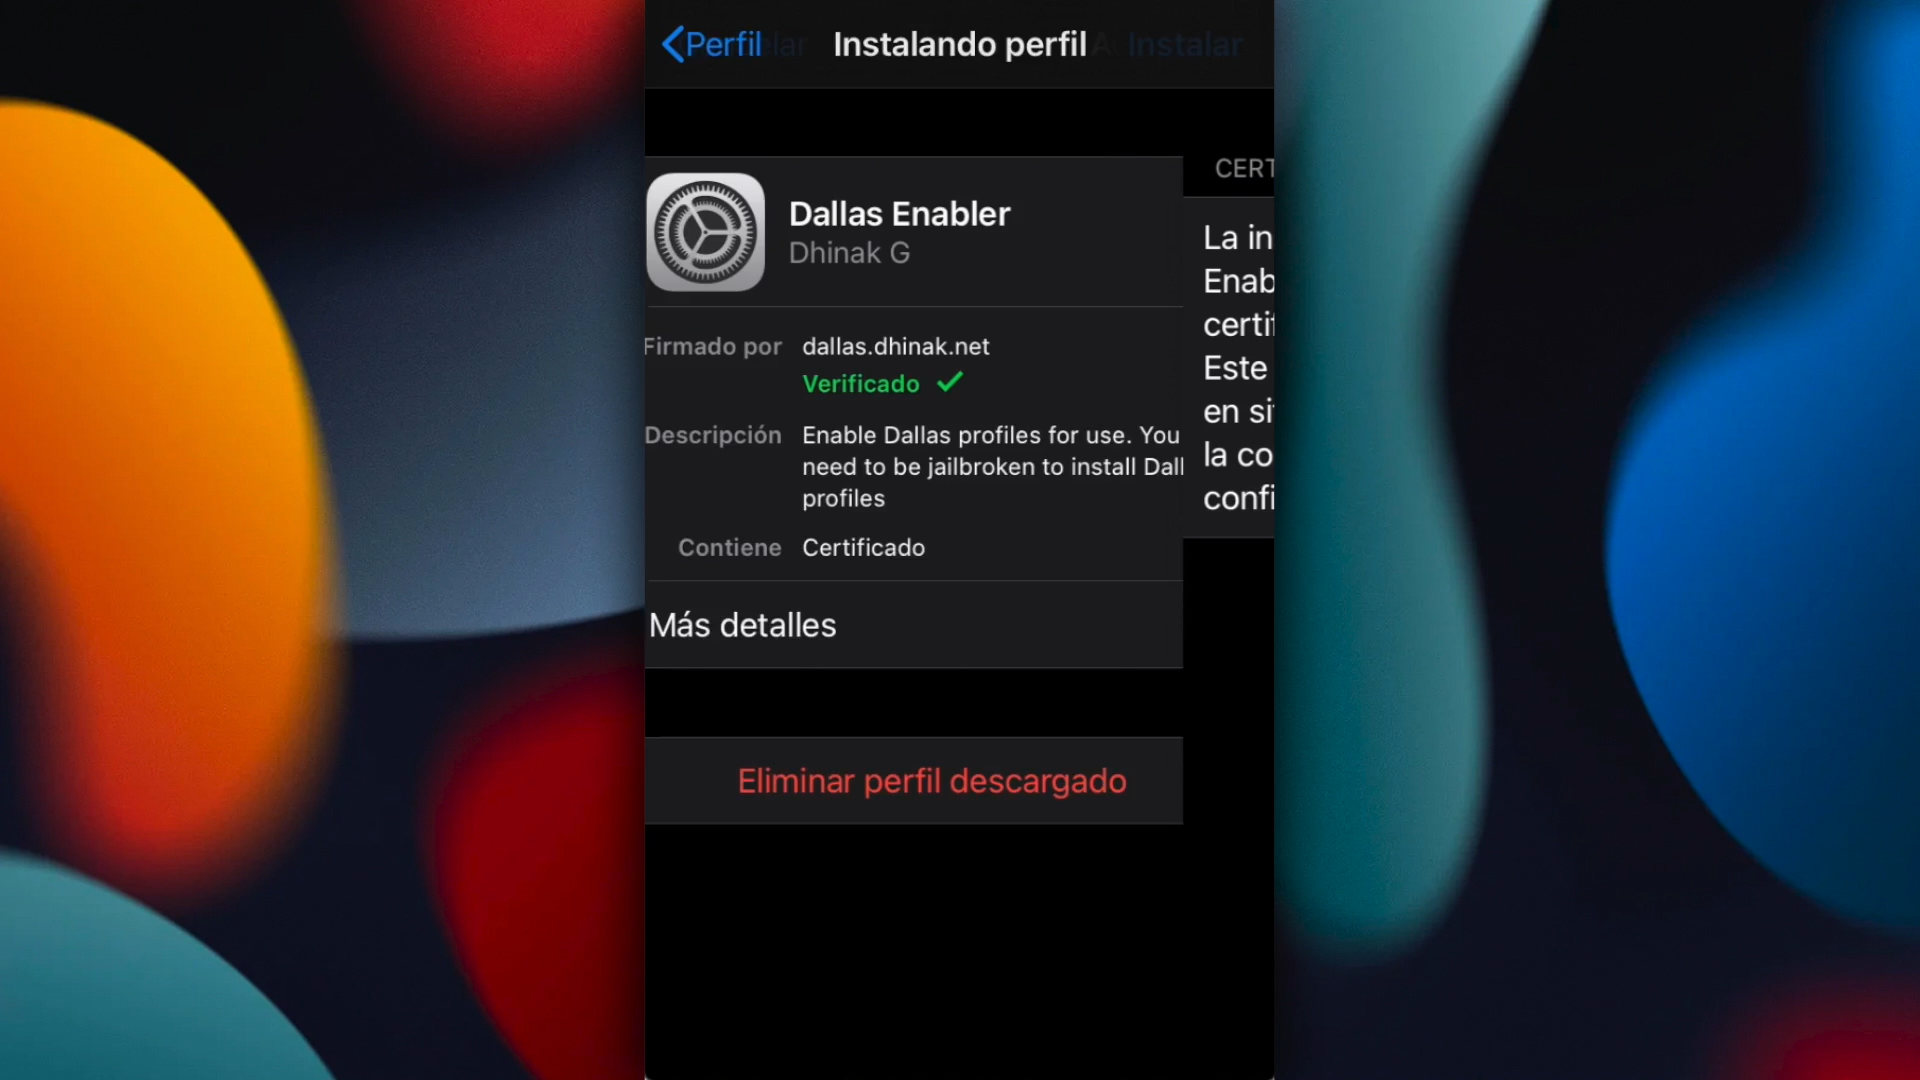 Perfil
Instalando perfil
Instalar
Dallas Enabler
Dhinak G
Firmado por dallas.dhinak.net
Verificado
Descripción Enable Dallas profiles for use. You
need to be jailbroken to install Dall
profiles
Contiene Certificado
Más detalles
Eliminar perfil descargado
CERT
La in
Enab
certif
Este
en sit
la co
confi